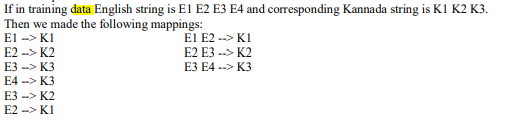 If in training data English string is E1 E2 E3 E4 and corresponding Kannada string is K1 K2 K3.
Then we made the following mappings:
E1 --> K1 E1 E2 --> K1
E2 --> K2 E2 E3 --> K2
E3 --> K3 E3 E4 --> K3
E4 --> K3
E3 --> K2
E2 --> K1